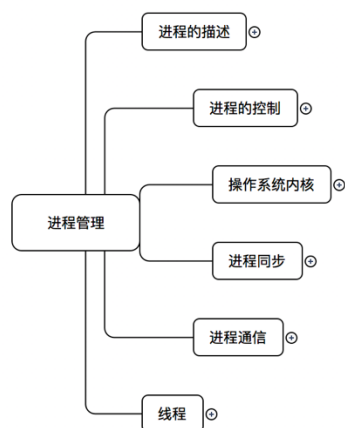 进程的描述
进程的控制
操作系统内核
进程管理
进程同步
进程通信
线程